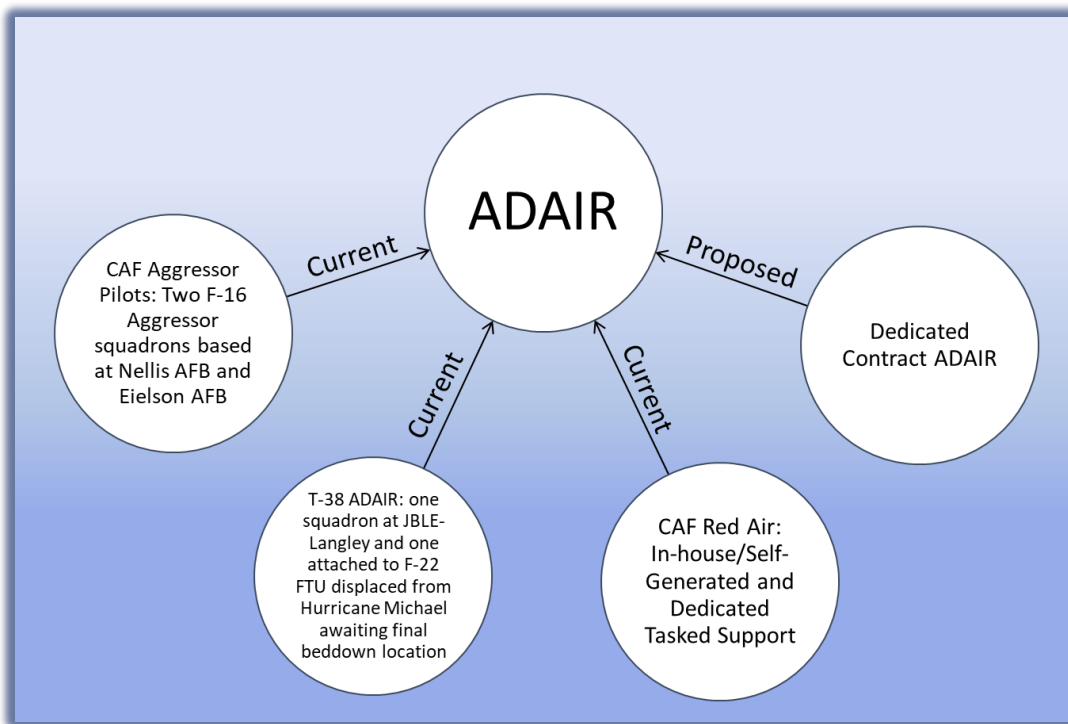 ADAIR
Current
Proposed
CAF Aggressor
Pilots: Two F-16
Aggressor
squadrons based
at Nellis AFB and
Eielson AFB
Dedicated
Contract ADAIR
Current
Current
T-38 ADAIR: one
squadron at JBLE-
Langley and one
attached to F-22
FTU displaced from
Hurricane Michael
awaiting final
beddown location
CAF Red Air:
In-house/Self-
Generated and
Dedicated
Tasked Support